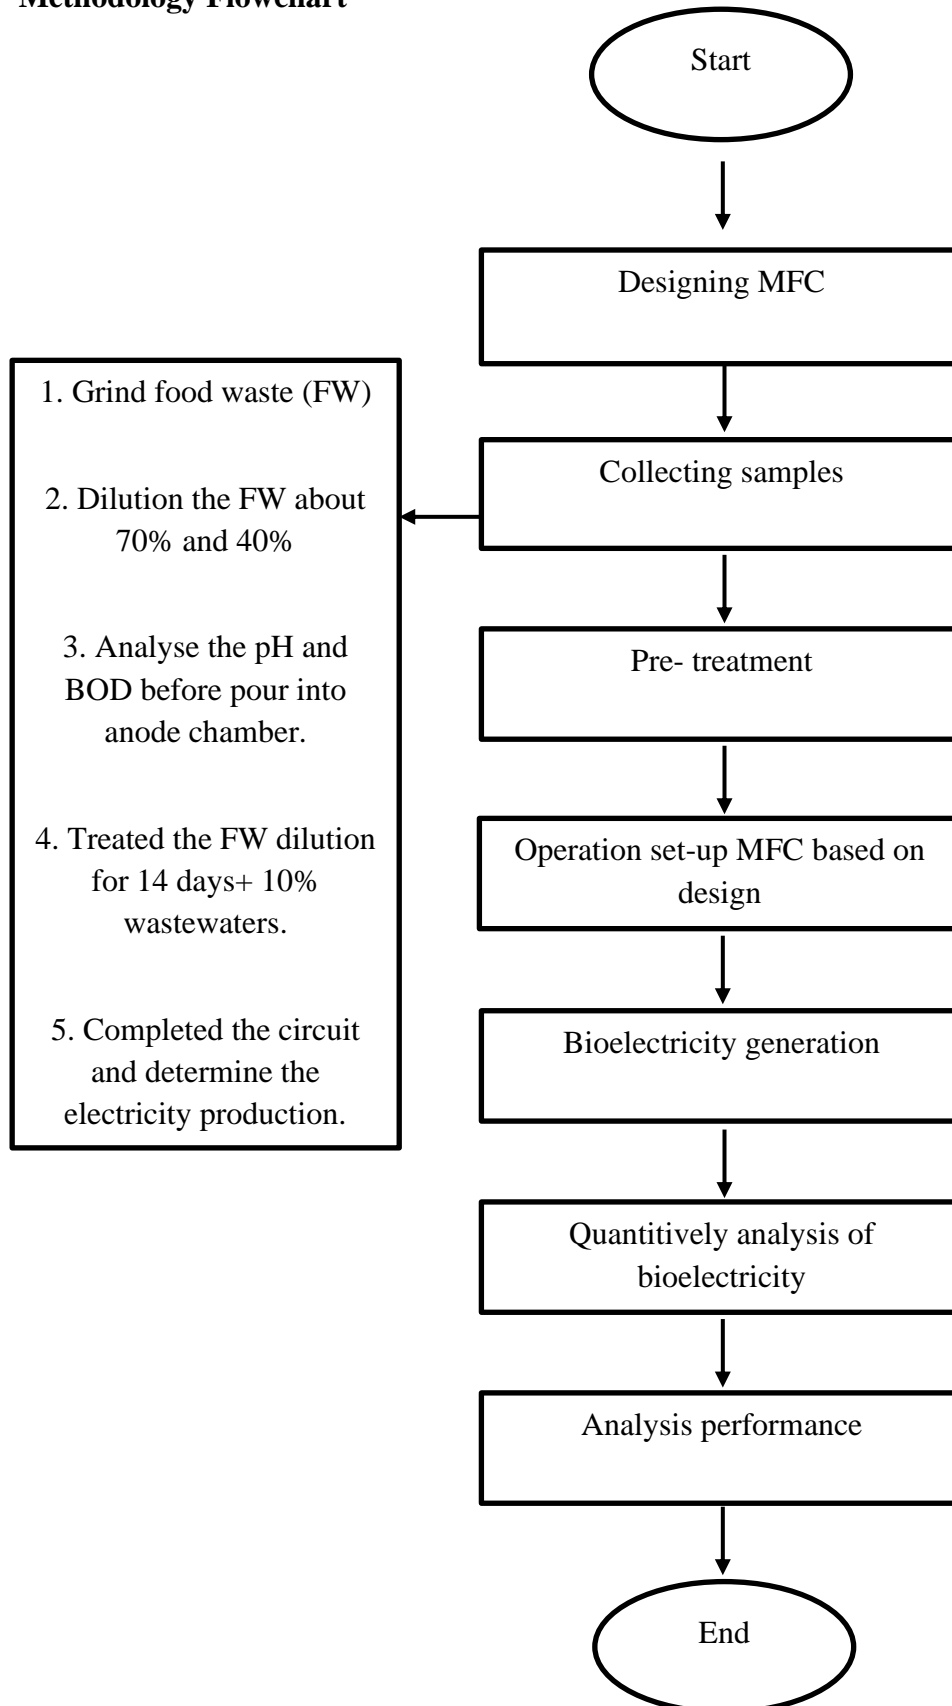 Methodology Flowchart
Start
Designing MFC
Collecting samples
1. Grind food waste (FW)
2. Dilution the FW about
70% and 40%
3. Analyse the pH and
BOD before pour into
anode chamber.
4. Treated the FW dilution
for 14 days+ 10%
wastewaters.
5. Completed the circuit
and determine the
electricity production.
Pre- treatment
Operation set-up MFC based on
design
Bioelectricity generation
Quantitively analysis of
bioelectricity
Analysis performance
End